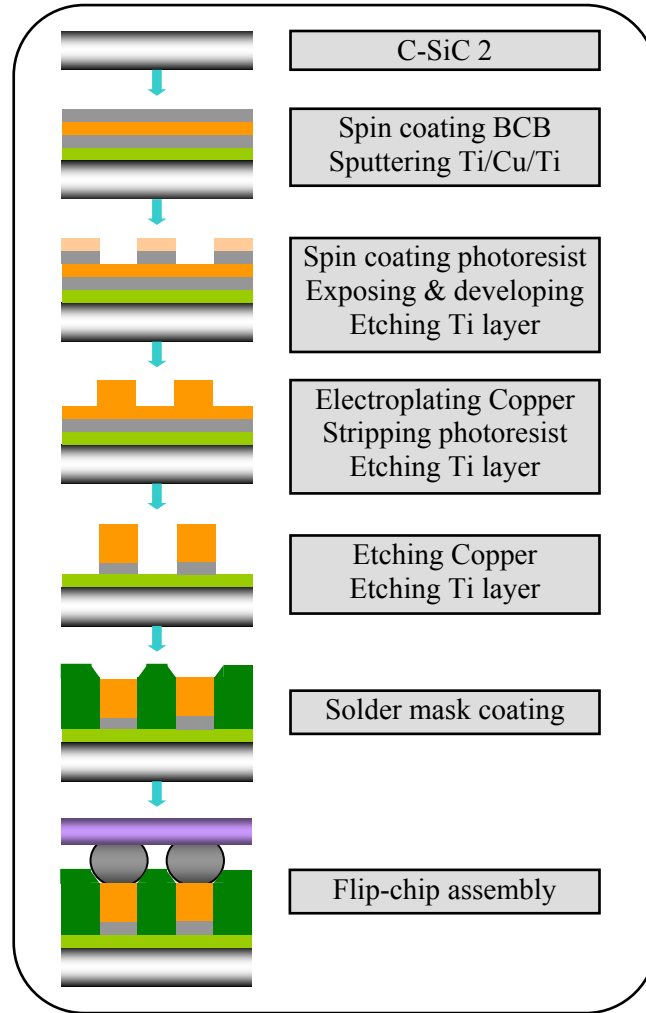 C-SiC 2
Spin coating BCB
Sputtering Ti/Cu/Ti
Spin coating photoresist
Exposing & developing
Etching Ti layer
Electroplating Copper
Stripping photoresist
Etching Ti layer
Etching Copper
Etching Ti layer
Solder mask coating
Flip-chip assembly